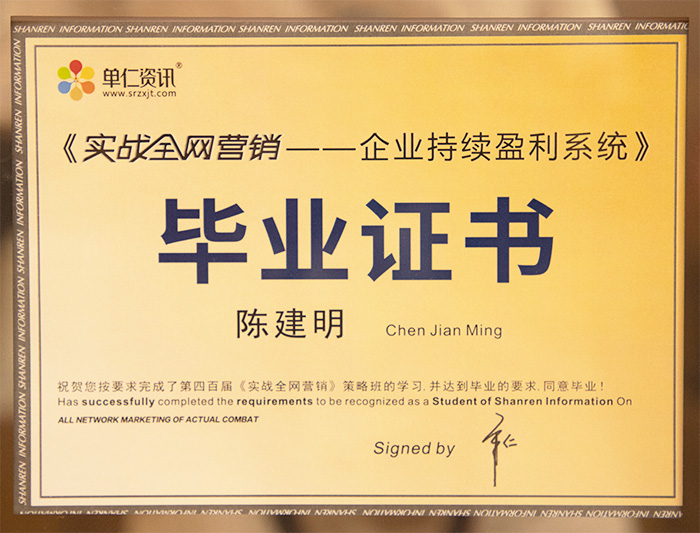 SHANREN INFORMATION SHANREN INFORMATION SHANREN INFORMATION SHANREN INFORMATION SHANREN INFORMATION SHANREN INFORMATION
单仁资讯®
www.srzxjt.com
《实战全网营销——企业持续盈利系统》
毕业证书
陈建明 Chen Jian Ming
祝贺您按要求完成了第四百届《实战全网营销》策略班的学习,并达到毕业的要求,同意毕业！
Has successfully completed the requirements to be recognized as a Student of Shanren Information On
ALL NETWORK MARKETING OF ACTUAL COMBAT
Signed by 单仁